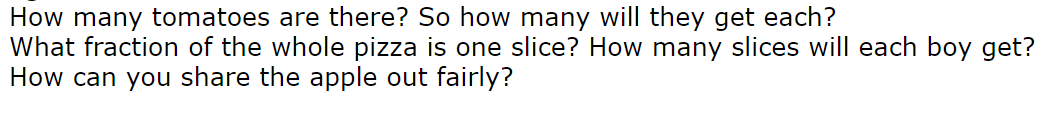 How many tomatoes are there? So how many will they get each?
What fraction of the whole pizza is one slice? How many slices will each boy get?
How can you share the apple out fairly?